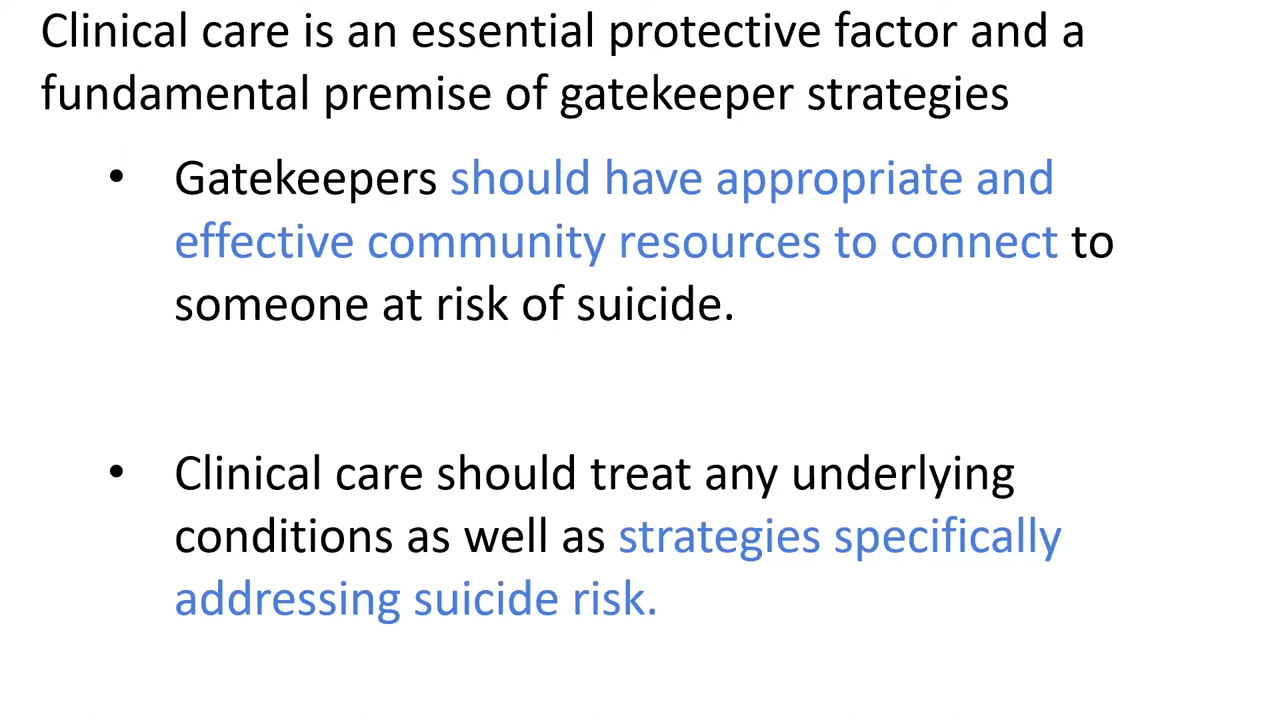 Clinical care is an essential protective factor and a
fundamental premise of gatekeeper strategies
• Gatekeepers should have appropriate and
effective community resources to connect to
someone at risk of suicide.
• Clinical care should treat any underlying
conditions as well as strategies specifically
addressing suicide risk.